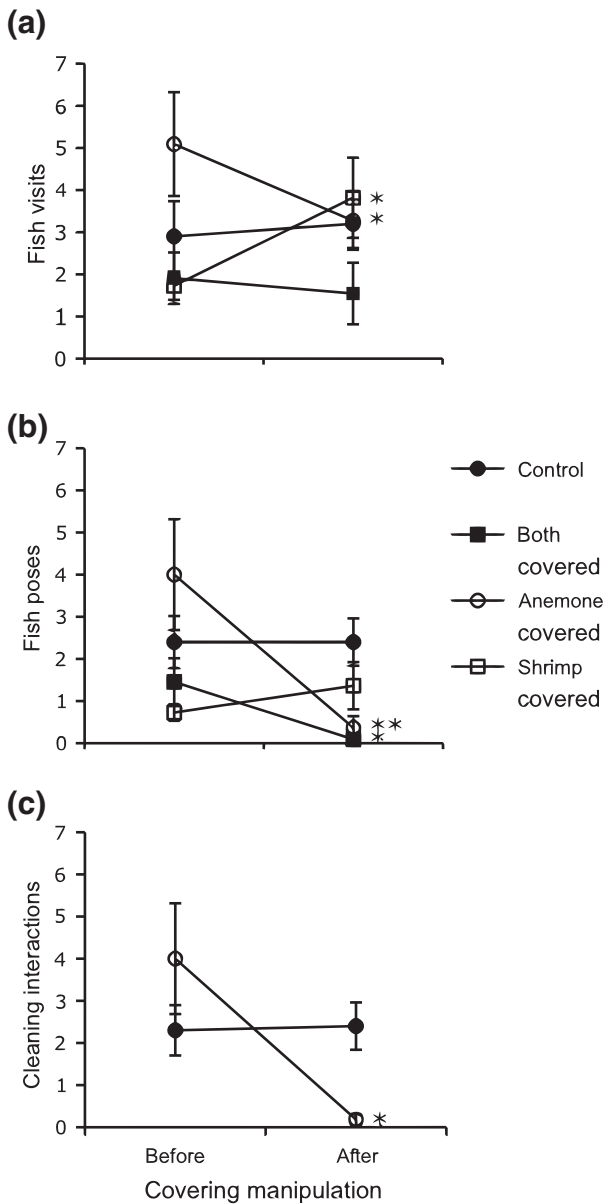 (a)
7
6
5
4
3
2
1
0
Fish visits
*
*
(b)
7
6
5
4
3
2
1
0
Fish poses
**
*
Control
Both
covered
Anemone
covered
Shrimp
covered
(c)
7
6
5
4
3
2
1
0
Cleaning interactions
*
Before After
Covering manipulation